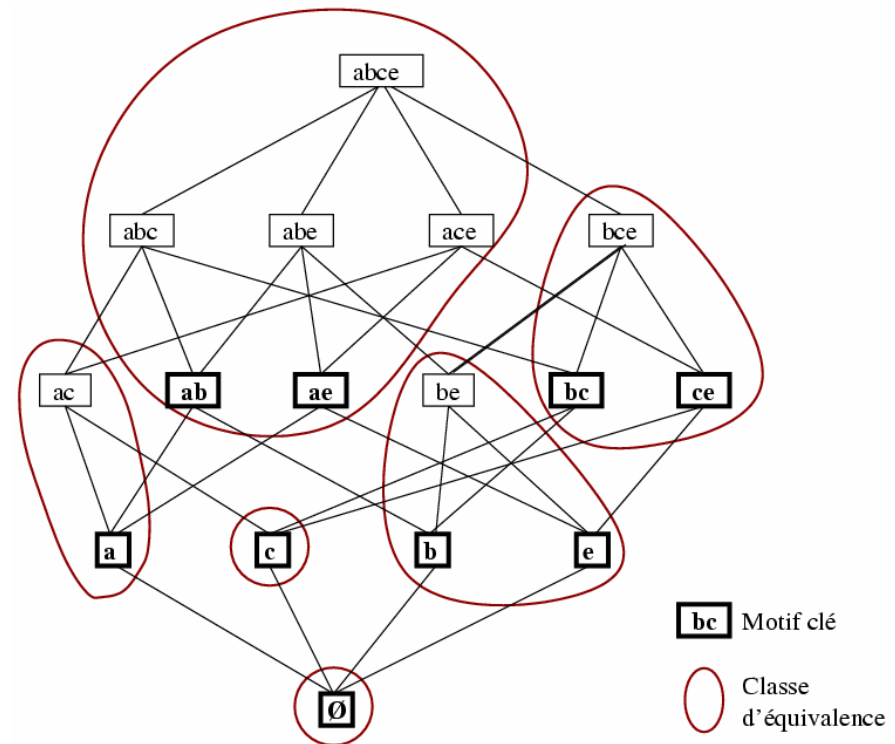 abce
abc abe ace bce
ac ab ae be bc ce
a c b e
Ø
bc Motif clé
Classe
d'équivalence